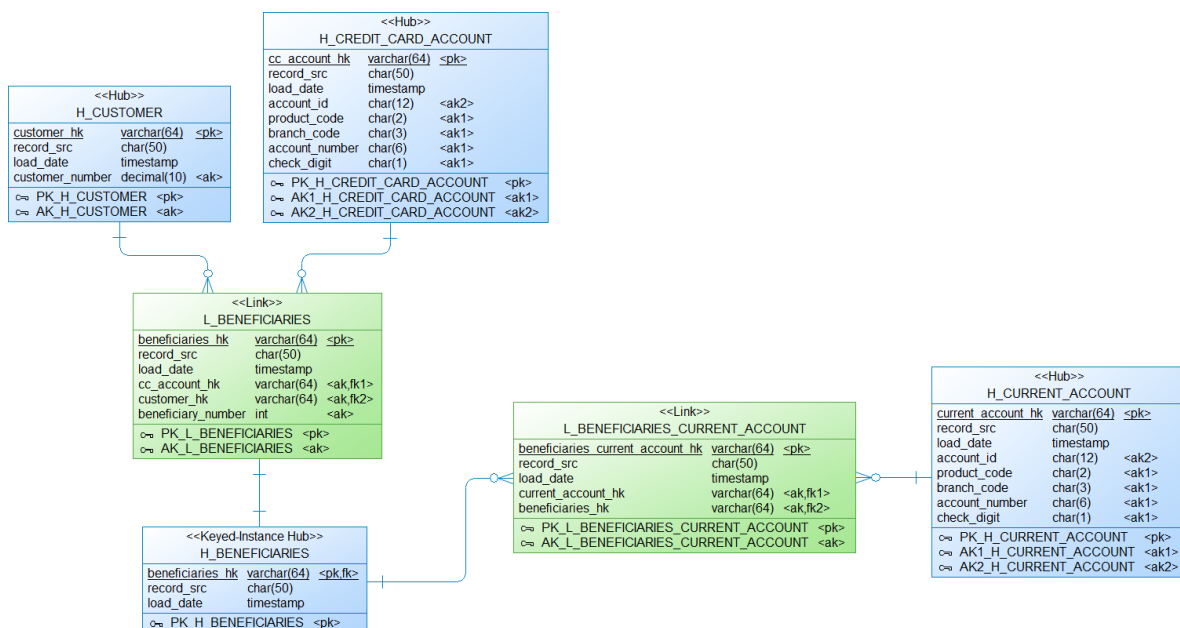 <<Hub>>
H_CREDIT_CARD_ACCOUNT
cc_account_hk varchar(64) <pk>
record_src char(50)
load_date timestamp
account_id char(12) <ak2>
product_code char(2) <ak1>
branch_code char(3) <ak1>
account_number char(6) <ak1>
check_digit char(1) <ak1>
PK_H_CREDIT_CARD_ACCOUNT <pk>
AK1_H_CREDIT_CARD_ACCOUNT <ak1>
AK2_H_CREDIT_CARD_ACCOUNT <ak2>
<<Hub>>
H_CUSTOMER
customer_hk varchar(64) <pk>
record_src char(50)
load_date timestamp
customer_number decimal(10) <ak>
PK_H_CUSTOMER <pk>
AK_H_CUSTOMER <ak>
<<Link>>
L_BENEFICIARIES
beneficiaries_hk varchar(64) <pk>
record_src char(50)
load_date timestamp
cc_account_hk varchar(64) <ak,fk1>
customer_hk varchar(64) <ak,fk2>
beneficiary_number int <ak>
PK_L_BENEFICIARIES <pk>
AK_L_BENEFICIARIES <ak>
<<Link>>
L_BENEFICIARIES_CURRENT_ACCOUNT
beneficiaries_current_account_hk varchar(64) <pk>
record_src char(50)
load_date timestamp
current_account_hk varchar(64) <ak,fk1>
beneficiaries_hk varchar(64) <ak,fk2>
PK_L_BENEFICIARIES_CURRENT_ACCOUNT <pk>
AK_L_BENEFICIARIES_CURRENT_ACCOUNT <ak>
<<Hub>>
H_CURRENT_ACCOUNT
current_account_hk varchar(64) <pk>
record_src char(50)
load_date timestamp
account_id char(12) <ak2>
product_code char(2) <ak1>
branch_code char(3) <ak1>
account_number char(6) <ak1>
check_digit char(1) <ak1>
PK_H_CURRENT_ACCOUNT <pk>
AK1_H_CURRENT_ACCOUNT <ak1>
AK2_H_CURRENT_ACCOUNT <ak2>
<<Keyed-Instance Hub>>
H_BENEFICIARIES
beneficiaries_hk varchar(64) <pk,fk>
record_src char(50)
load_date timestamp
PK_H_BENEFICIARIES <pk>